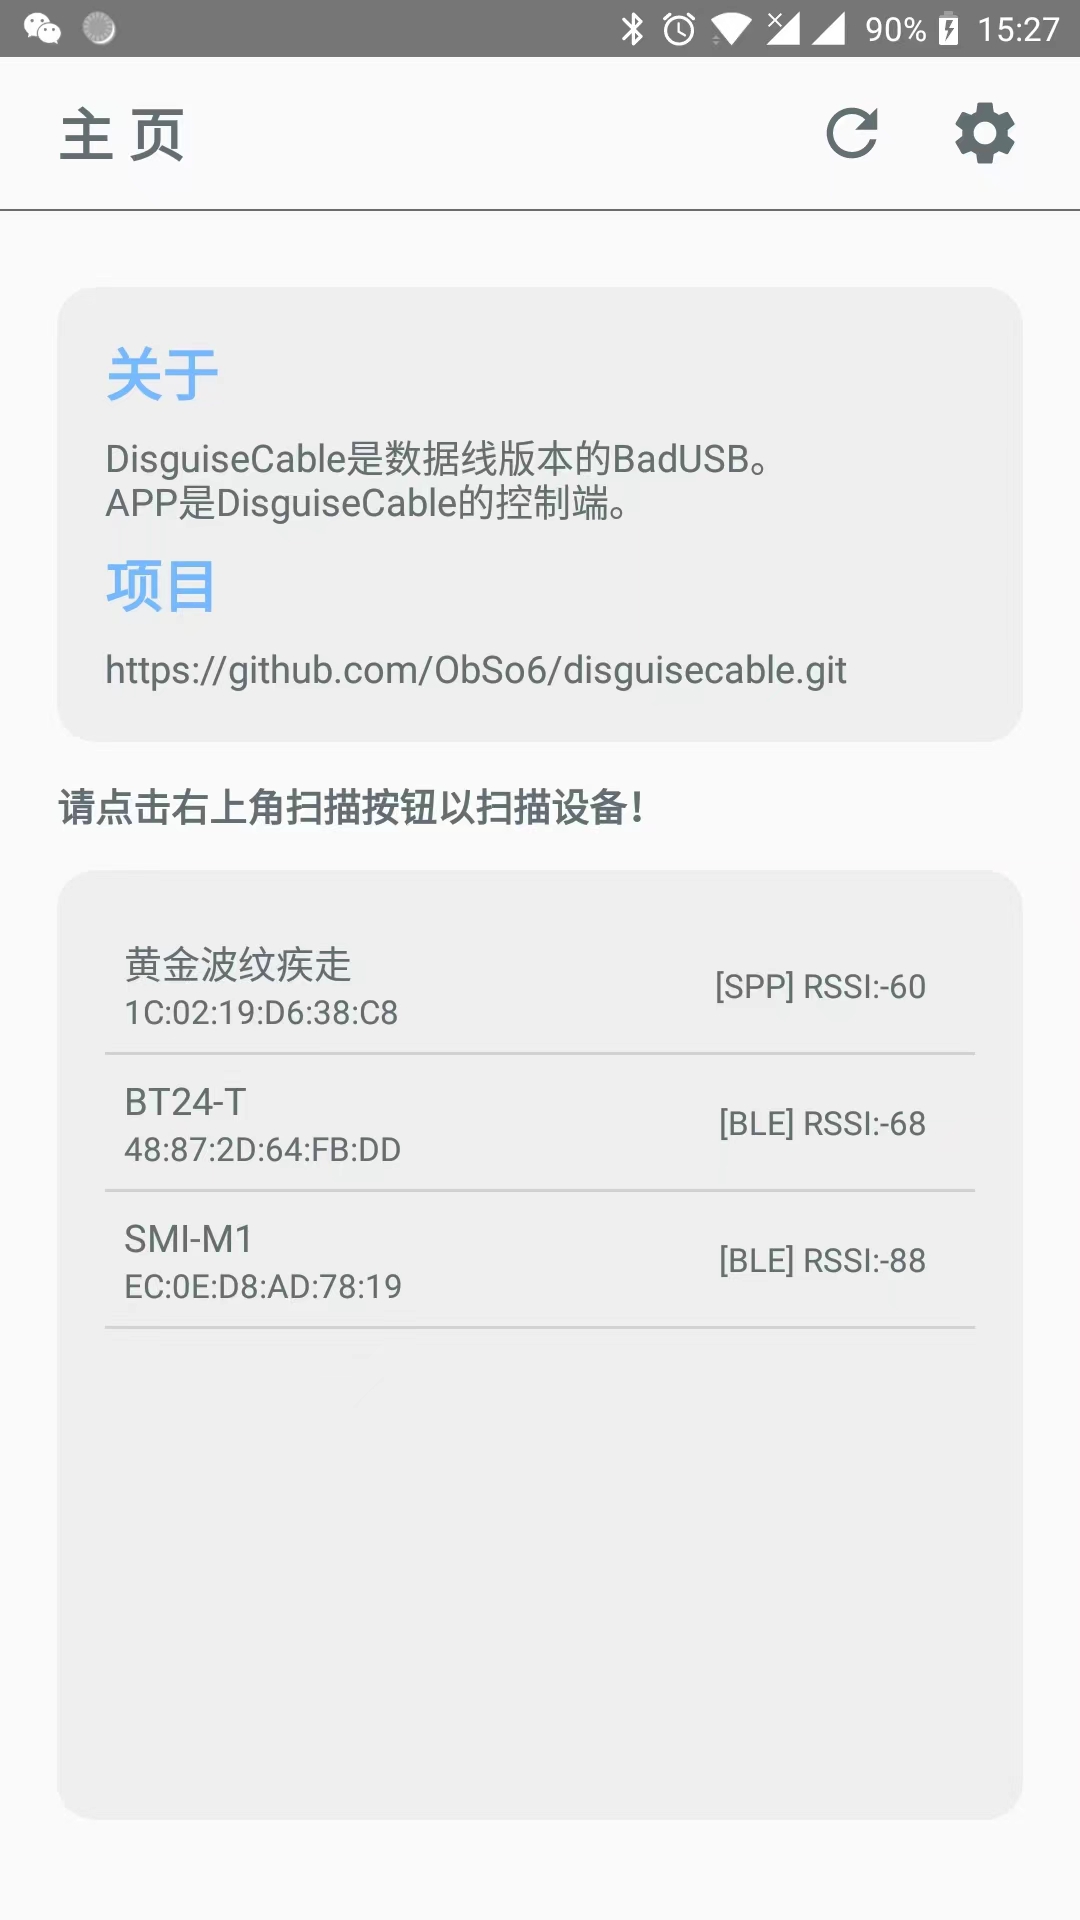 90% 15:27
主 页
关于
DisguiseCable是数据线版本的BadUSB。
APP是DisguiseCable的控制端。
项目
https://github.com/ObSo6/disguisecable.git
请点击右上角扫描按钮以扫描设备！
黄金波纹疾走
1C:02:19:D6:38:C8
[SPP] RSSI:-60
BT24-T
48:87:2D:64:FB:DD
[BLE] RSSI:-68
SMI-M1
EC:0E:D8:AD:78:19
[BLE] RSSI:-88